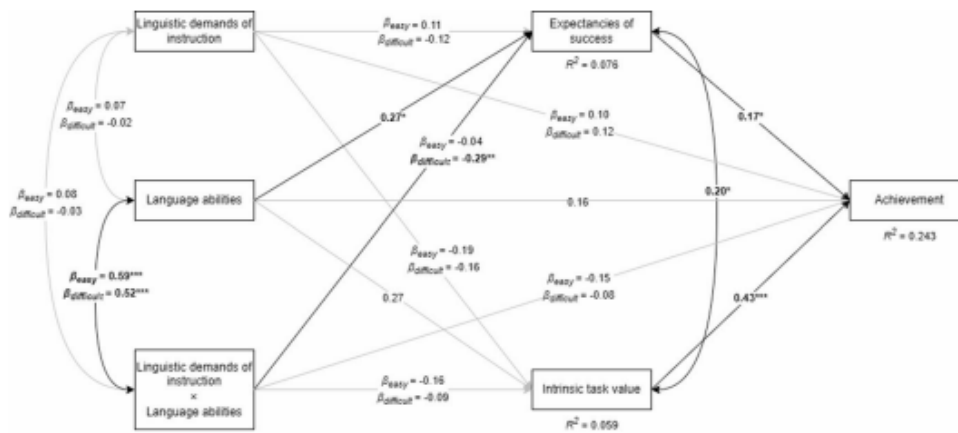 Linguistic demands of
instruction
β_easy = 0.11
β_difficult = -0.12
Expectancies of
success
R² = 0.076
β_easy = 0.07
β_difficult = -0.02
0.27*
β_easy = 0.10
β_difficult = 0.12
0.17*
β_easy = -0.04
β_difficult = -0.29**
β_easy = 0.08
β_difficult = -0.03
Language abilities
0.16
0.20*
Achievement
R² = 0.243
β_easy = -0.19
β_difficult = -0.16
β_easy = 0.59***
β_difficult = 0.52***
0.27
β_easy = -0.15
β_difficult = -0.08
0.43***
Linguistic demands of
instruction
×
Language abilities
β_easy = -0.16
β_difficult = -0.09
Intrinsic task value
R² = 0.059